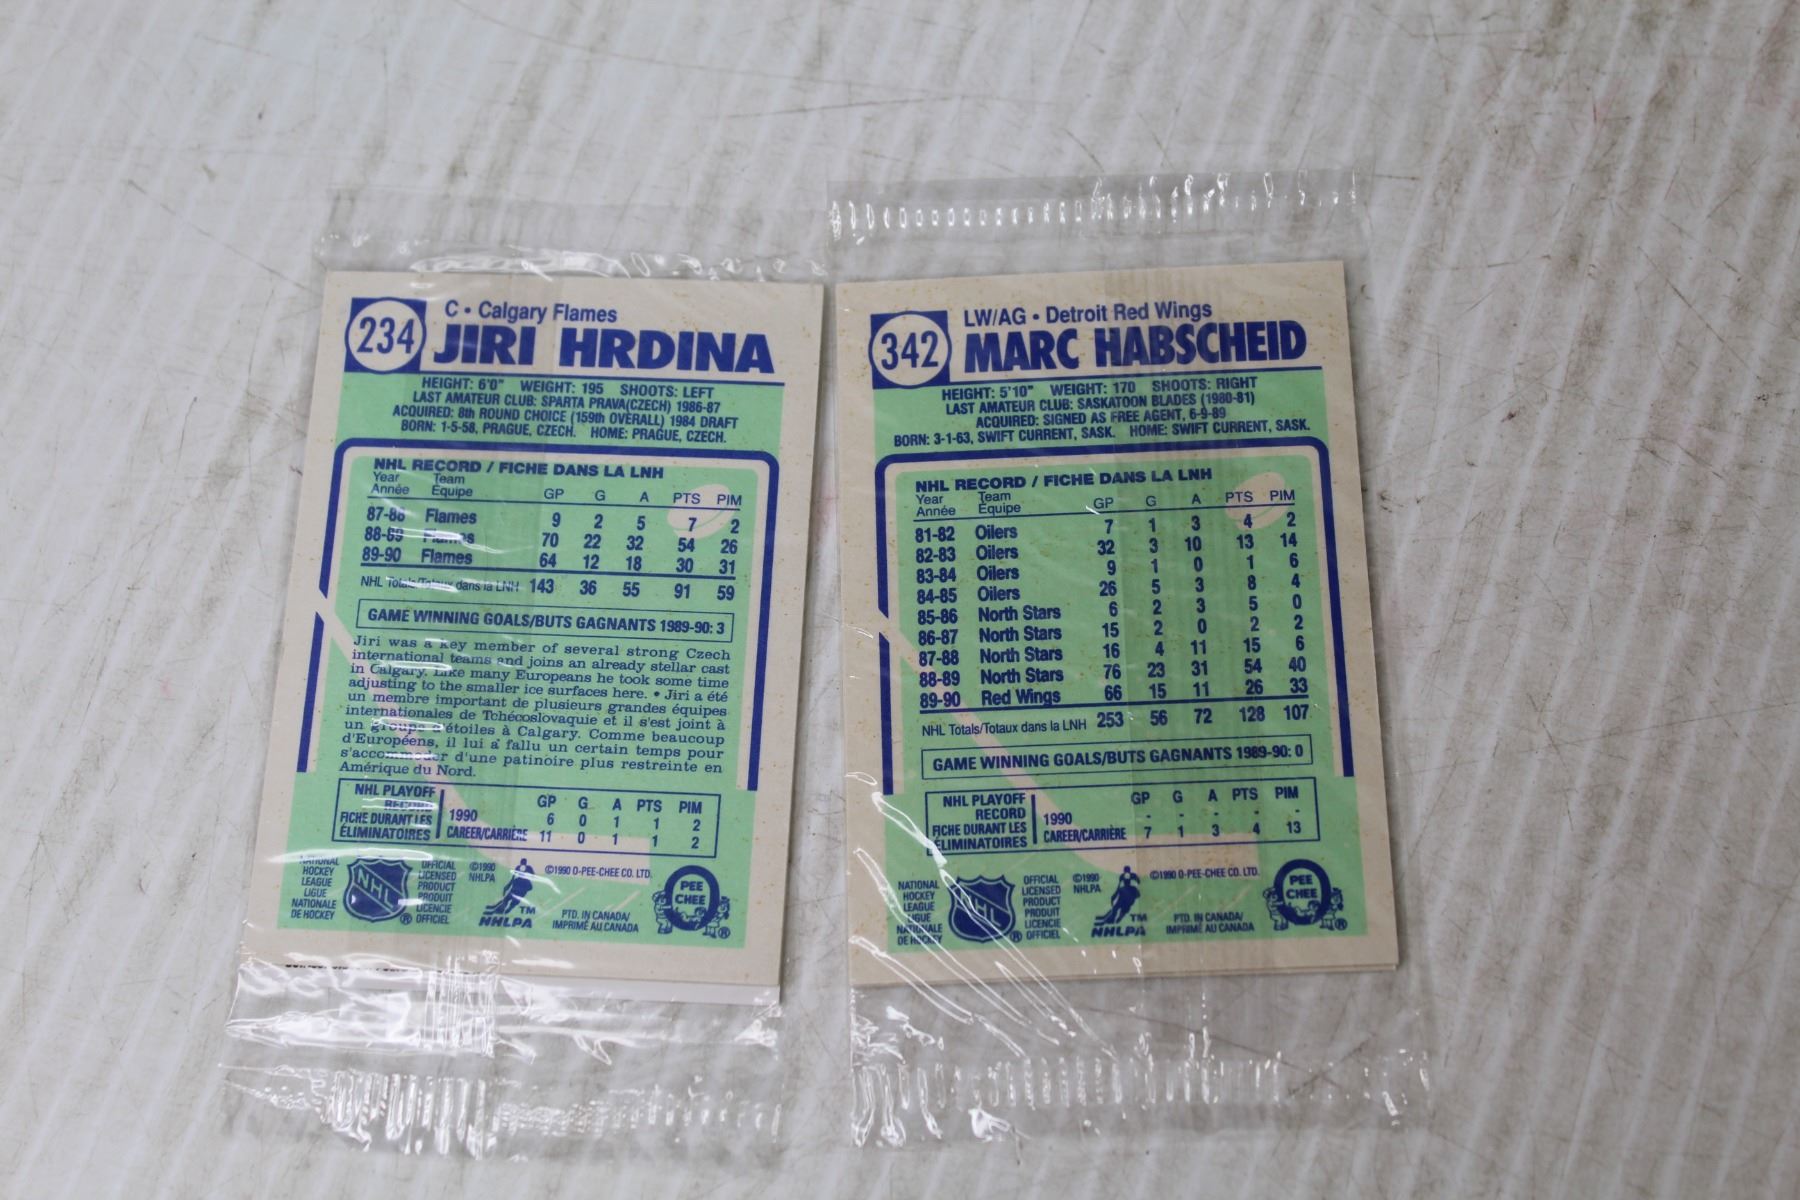 234
C • Calgary Flames
JIRI HRDINA
HEIGHT: 6'0" WEIGHT: 195 SHOOTS: LEFT
LAST AMATEUR CLUB: SPARTA PRAVA(CZECH) 1986-87
ACQUIRED: 8th ROUND CHOICE (159th OVERALL) 1984 DRAFT
BORN: 1-5-58, PRAGUE, CZECH. HOME: PRAGUE, CZECH.
NHL RECORD / FICHE DANS LA LNH
Year Team
Année Équipe GP G A PTS PIM
87-88 Flames 9 2 5 7 2
88-89 Flames 70 22 32 54 26
89-90 Flames 64 12 18 30 31
NHL Totals/Totaux dans la LNH 143 36 55 91 59
GAME WINNING GOALS/BUTS GAGNANTS 1989-90: 3
Jiri was a key member of several strong Czech
international teams and joins an already stellar cast
in Calgary. Like many Europeans he took some time
adjusting to the smaller ice surfaces here. • Jiri a été
un membre important de plusieurs grandes équipes
internationales de Tchécoslovaquie et il s'est joint à
un groupe d'étoiles à Calgary. Comme beaucoup
d'Européens, il lui a fallu un certain temps pour
s'accommoder d'une patinoire plus restreinte en
Amérique du Nord.
NHL PLAYOFF GP G A PTS PIM
RECORD 1990 6 0 1 1 2
FICHE DURANT LES
ÉLIMINATOIRES CAREER/CARRIÈRE 11 0 1 1 2
NATIONAL
HOCKEY
LEAGUE
LIGUE
NATIONALE
DE HOCKEY
NHL
®
OFFICIAL
LICENSED
PRODUCT
PRODUIT
LICENCIE
OFFICIEL
©1990
NHLPA
TM
NHLPA
©1990 O-PEE-CHEE CO. LTD.
PTD. IN CANADA/
IMPRIMÉ AU CANADA
PEE
CHEE
®
342
LW/AG • Detroit Red Wings
MARC HABSCHEID
HEIGHT: 5'10" WEIGHT: 170 SHOOTS: RIGHT
LAST AMATEUR CLUB: SASKATOON BLADES (1980-81)
ACQUIRED: SIGNED AS FREE AGENT, 6-9-89
BORN: 3-1-63, SWIFT CURRENT, SASK. HOME: SWIFT CURRENT, SASK.
NHL RECORD / FICHE DANS LA LNH
Year Team
Année Équipe GP G A PTS PIM
81-82 Oilers 7 1 3 4 2
82-83 Oilers 32 3 10 13 14
83-84 Oilers 9 1 0 1 6
84-85 Oilers 26 5 3 8 4
85-86 North Stars 6 2 3 5 0
86-87 North Stars 15 2 0 2 2
87-88 North Stars 16 4 11 15 6
88-89 North Stars 76 23 31 54 40
89-90 Red Wings 66 15 11 26 33
NHL Totals/Totaux dans la LNH 253 56 72 128 107
GAME WINNING GOALS/BUTS GAGNANTS 1989-90: 0
NHL PLAYOFF GP G A PTS PIM
RECORD 1990 - - - - -
FICHE DURANT LES
ÉLIMINATOIRES CAREER/CARRIÈRE 7 1 3 4 13
NATIONAL
HOCKEY
LEAGUE
LIGUE
NATIONALE
DE HOCKEY
NHL
®
OFFICIAL
LICENSED
PRODUCT
PRODUIT
LICENCIE
OFFICIEL
©1990
NHLPA
TM
NHLPA
©1990 O-PEE-CHEE CO. LTD.
PTD. IN CANADA/
IMPRIMÉ AU CANADA
PEE
CHEE
®